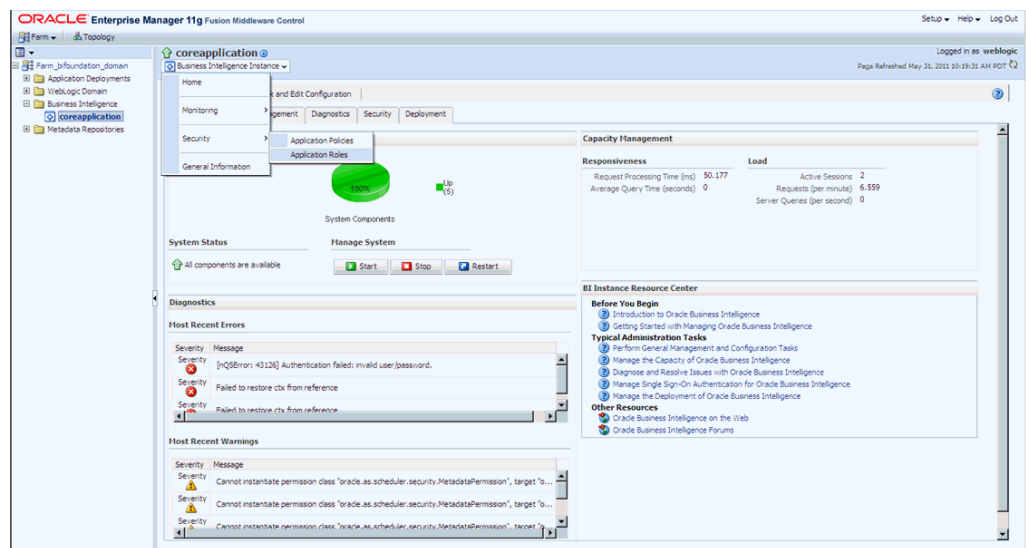 ORACLE Enterprise Manager 11g Fusion Middleware Control
Setup Help Log Out
Farm Topology
coreapplication
Logged in as weblogic
Business Intelligence Instance
Page Refreshed May 31, 2011 10:19:31 AM PDT
Farm_bifoundation_domain
Application Deployments
WebLogic Domain
Business Intelligence
coreapplication
Metadata Repositories
Home
Monitoring
Security
General Information
Application Policies
Application Roles
and Edit Configuration
Diagnostics Security Deployment
100%
Up
(5)
System Components
System Status
All components are available
Manage System
Start Stop Restart
Capacity Management
Responsiveness
Request Processing Time (ms) 50.177
Average Query Time (seconds) 0
Load
Active Sessions 2
Requests (per minute) 6.559
Server Queries (per second) 0
Diagnostics
Most Recent Errors
Severity Message
Severity [nQSError: 43126] Authentication failed: invalid user/password.
Severity Failed to restore ctx from reference
Severity Failed to restore ctx from reference
Most Recent Warnings
Severity Message
Severity Cannot instantiate permission class "oracle.as.scheduler.security.MetadataPermission", target "o...
Severity Cannot instantiate permission class "oracle.as.scheduler.security.MetadataPermission", target "o...
Severity Cannot instantiate permission class "oracle.as.scheduler.security.MetadataPermission", target "o...
BI Instance Resource Center
Before You Begin
Introduction to Oracle Business Intelligence
Getting Started with Managing Oracle Business Intelligence
Typical Administration Tasks
Perform General Management and Configuration Tasks
Manage the Capacity of Oracle Business Intelligence
Diagnose and Resolve Issues with Oracle Business Intelligence
Manage Single Sign-On Authentication for Oracle Business Intelligence
Manage the Deployment of Oracle Business Intelligence
Other Resources
Oracle Business Intelligence on the Web
Oracle Business Intelligence Forums